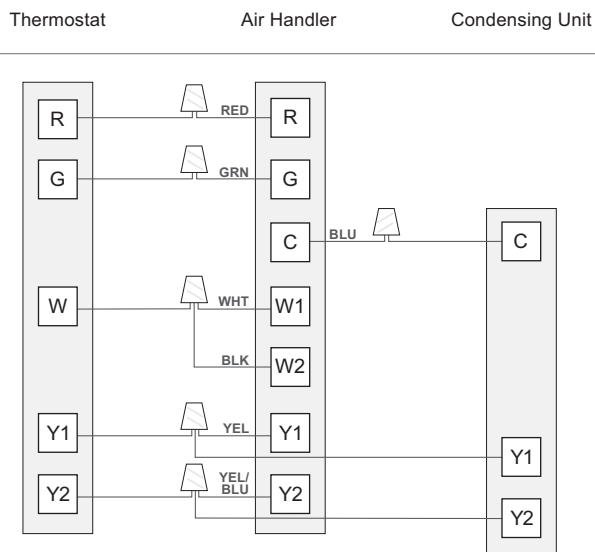 Thermostat Air Handler Condensing Unit
R RED R
G GRN G
C BLU C
W WHT W1
BLK W2
Y1 YEL Y1
Y1
Y2 YEL/
BLU Y2
Y2